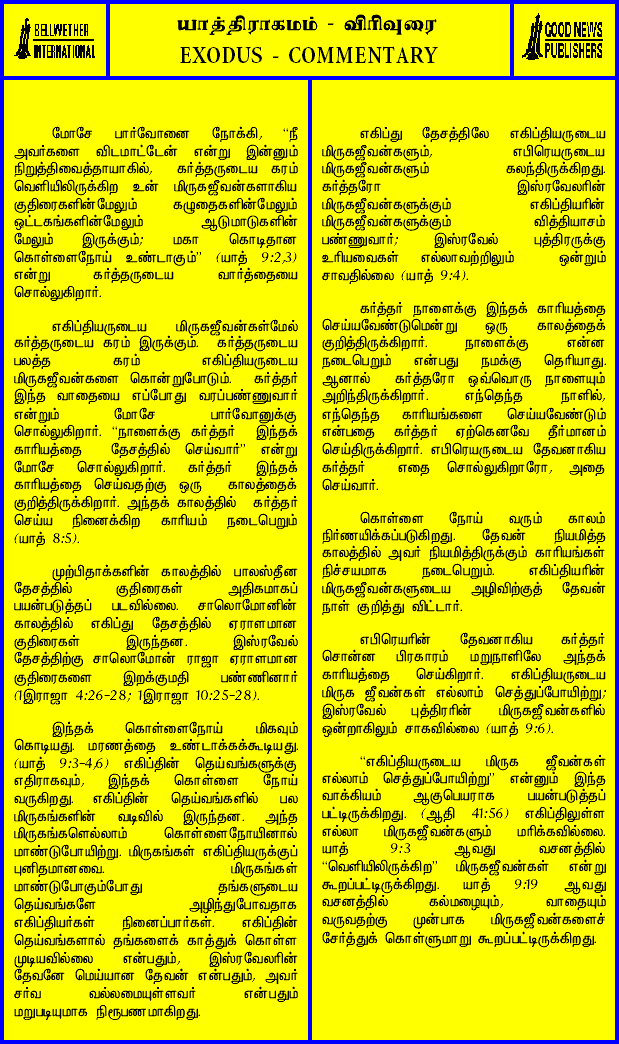 BELLWETHER
INTERNATIONAL
யாத்திராகமம் - விரிவுரை
EXODUS - COMMENTARY
GOOD NEWS
PUBLISHERS
மோசே பார்வோனை நோக்கி, “நீ
அவர்களை விடமாட்டேன் என்று இன்னும்
நிறுத்திவைத்தாயாகில், கர்த்தருடைய கரம்
வெளியிலிருக்கிற உன் மிருகஜீவன்களாகிய
குதிரைகளின்மேலும் கழுதைகளின்மேலும்
ஒட்டகங்களின்மேலும் ஆடுமாடுகளின்
மேலும் இருக்கும்; மகா கொடிதான
கொள்ளைநோய் உண்டாகும்” (யாத் 9:2,3)
என்று கர்த்தருடைய வார்த்தையை
சொல்லுகிறார்.
எகிப்தியருடைய மிருகஜீவன்கள்மேல்
கர்த்தருடைய கரம் இருக்கும். கர்த்தருடைய
பலத்த கரம் எகிப்தியருடைய
மிருகஜீவன்களை கொன்றுபோடும். கர்த்தர்
இந்த வாதையை எப்போது வரப்பண்ணுவார்
என்றும் மோசே பார்வோனுக்கு
சொல்லுகிறார். “நாளைக்கு கர்த்தர் இந்தக்
காரியத்தை தேசத்தில் செய்வார்” என்று
மோசே சொல்லுகிறார். கர்த்தர் இந்தக்
காரியத்தை செய்வதற்கு ஒரு காலத்தைக்
குறித்திருக்கிறார். அந்தக் காலத்தில் கர்த்தர்
செய்ய நினைக்கிற காரியம் நடைபெறும்
(யாத் 8:5).
முற்பிதாக்களின் காலத்தில் பாலஸ்தீன
தேசத்தில் குதிரைகள் அதிகமாகப்
பயன்படுத்தப் படவில்லை. சாலொமோனின்
காலத்தில் எகிப்து தேசத்தில் ஏராளமான
குதிரைகள் இருந்தன. இஸ்ரவேல்
தேசத்திற்கு சாலொமோன் ராஜா ஏராளமான
குதிரைகளை இறக்குமதி பண்ணினார்
(1இராஜா 4:26-28; 1இராஜா 10:25-28).
இந்தக் கொள்ளைநோய் மிகவும்
கொடியது. மரணத்தை உண்டாக்கக்கூடியது.
(யாத் 9:3-4,6) எகிப்தின் தெய்வங்களுக்கு
எதிராகவும், இந்தக் கொள்ளை நோய்
வருகிறது. எகிப்தின் தெய்வங்களில் பல
மிருகங்களின் வடிவில் இருந்தன. அந்த
மிருகங்களெல்லாம் கொள்ளைநோயினால்
மாண்டுபோயிற்று. மிருகங்கள் எகிப்தியருக்குப்
புனிதமானவை. மிருகங்கள்
மாண்டுபோகும்போது தங்களுடைய
தெய்வங்களே அழிந்துபோவதாக
எகிப்தியர்கள் நினைப்பார்கள். எகிப்தின்
தெய்வங்களால் தங்களைக் காத்துக் கொள்ள
முடியவில்லை என்பதும், இஸ்ரவேலரின்
தேவனே மெய்யான தேவன் என்பதும், அவர்
சர்வ வல்லமையுள்ளவர் என்பதும்
மறுபடியுமாக நிரூபணமாகிறது.
எகிப்து தேசத்திலே எகிப்தியருடைய
மிருகஜீவன்களும், எபிரெயருடைய
மிருகஜீவன்களும் கலந்திருக்கிறது.
கர்த்தரோ இஸ்ரவேலரின்
மிருகஜீவன்களுக்கும் எகிப்தியரின்
மிருகஜீவன்களுக்கும் வித்தியாசம்
பண்ணுவார்; இஸ்ரவேல் புத்திரருக்கு
உரியவைகள் எல்லாவற்றிலும் ஒன்றும்
சாவதில்லை (யாத் 9:4).
கர்த்தர் நாளைக்கு இந்தக் காரியத்தை
செய்யவேண்டுமென்று ஒரு காலத்தைக்
குறித்திருக்கிறார். நாளைக்கு என்ன
நடைபெறும் என்பது நமக்கு தெரியாது.
ஆனால் கர்த்தரோ ஒவ்வொரு நாளையும்
அறிந்திருக்கிறார். எந்தெந்த நாளில்,
எந்தெந்த காரியங்களை செய்யவேண்டும்
என்பதை கர்த்தர் ஏற்கெனவே தீர்மானம்
செய்திருக்கிறார். எபிரெயருடைய தேவனாகிய
கர்த்தர் எதை சொல்லுகிறாரோ, அதை
செய்வார்.
கொள்ளை நோய் வரும் காலம்
நிர்ணயிக்கப்படுகிறது. தேவன் நியமித்த
காலத்தில் அவர் நியமித்திருக்கும் காரியங்கள்
நிச்சயமாக நடைபெறும். எகிப்தியரின்
மிருகஜீவன்களுடைய அழிவிற்குத் தேவன்
நாள் குறித்து விட்டார்.
எபிரெயரின் தேவனாகிய கர்த்தர்
சொன்ன பிரகாரம் மறுநாளிலே அந்தக்
காரியத்தை செய்கிறார். எகிப்தியருடைய
மிருக ஜீவன்கள் எல்லாம் செத்துப்போயிற்று;
இஸ்ரவேல் புத்திரரின் மிருகஜீவன்களில்
ஒன்றாகிலும் சாகவில்லை (யாத் 9:6).
“எகிப்தியருடைய மிருக ஜீவன்கள்
எல்லாம் செத்துப்போயிற்று” என்னும் இந்த
வாக்கியம் ஆகுபெயராக பயன்படுத்தப்
பட்டிருக்கிறது. (ஆதி 41:56) எகிப்திலுள்ள
எல்லா மிருகஜீவன்களும் மரிக்கவில்லை.
யாத் 9:3 ஆவது வசனத்தில்
“வெளியிலிருக்கிற” மிருகஜீவன்கள் என்று
கூறப்பட்டிருக்கிறது. யாத் 9:19 ஆவது
வசனத்தில் கல்மழையும், வாதையும்
வருவதற்கு முன்பாக மிருகஜீவன்களைச்
சேர்த்துக் கொள்ளுமாறு கூறப்பட்டிருக்கிறது.